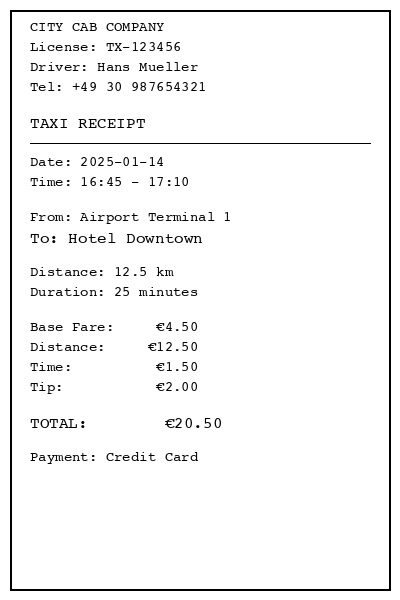 CITY CAB COMPANY
License: TX-123456
Driver: Hans Mueller
Tel: +49 30 987654321
TAXI RECEIPT
Date: 2025-01-14
Time: 16:45 - 17:10
From: Airport Terminal 1
To: Hotel Downtown
Distance: 12.5 km
Duration: 25 minutes
Base Fare: €4.50
Distance: €12.50
Time: €1.50
Tip: €2.00
TOTAL: €20.50
Payment: Credit Card